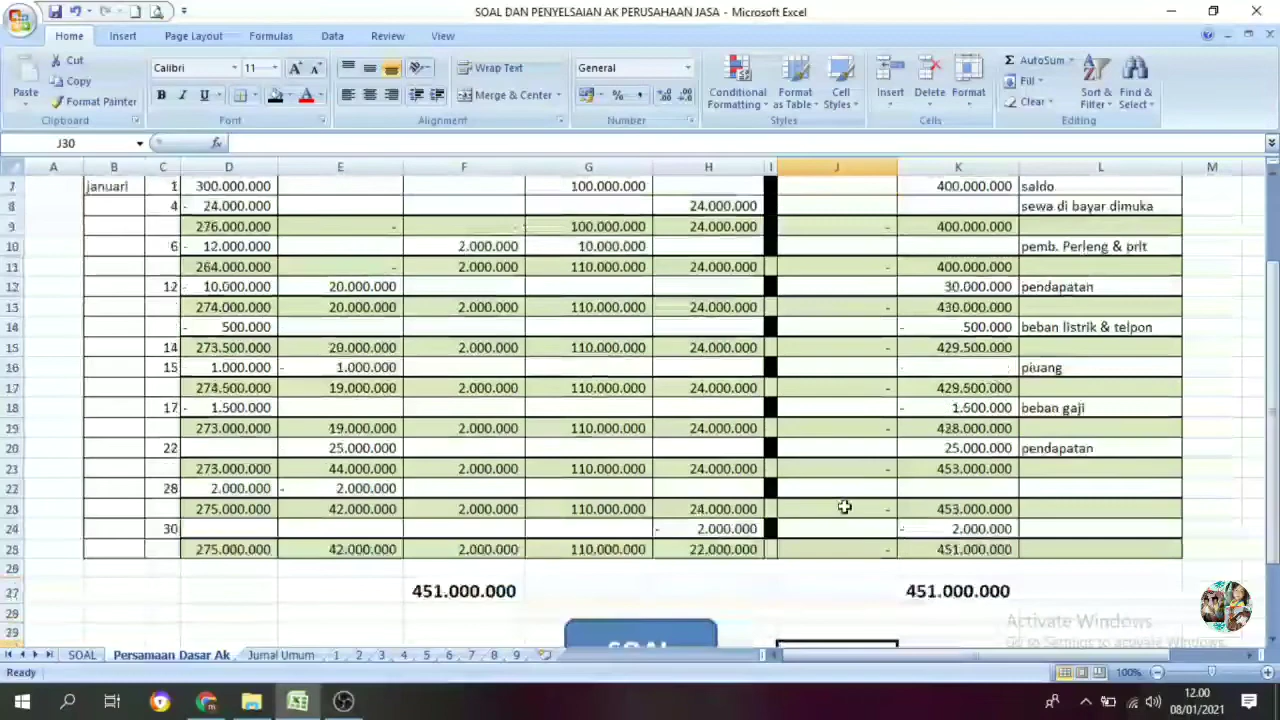 SOAL DAN PENYELSAIAN AK PERUSAHAAN JASA - Microsoft Excel
Home Insert Page Layout Formulas Data Review View
Cut Calibri 11 Wrap Text General AutoSum
Copy Fill
Paste Format Painter B I U Merge & Center % , Conditional Formatting Format as Table Cell Styles Insert Delete Format Clear Sort & Filter Find & Select
Clipboard Font Alignment Number Styles Cells Editing
J30 fx
A B C D E F G H I J K L M
7 januari 1 300.000.000 100.000.000 400.000.000 saldo
8 4 - 24.000.000 24.000.000 sewa di bayar dimuka
9 276.000.000 - - 100.000.000 24.000.000 - 400.000.000
10 6 - 12.000.000 2.000.000 10.000.000 pemb. Perleng & prlt
11 264.000.000 - 2.000.000 110.000.000 24.000.000 - 400.000.000
12 12 - 10.000.000 20.000.000 30.000.000 pendapatan
13 274.000.000 20.000.000 2.000.000 110.000.000 24.000.000 - 430.000.000
14 - 500.000 - 500.000 beban listrik & telpon
15 14 273.500.000 20.000.000 2.000.000 110.000.000 24.000.000 - 429.500.000
16 15 1.000.000 - 1.000.000 piuang
17 274.500.000 19.000.000 2.000.000 110.000.000 24.000.000 - 429.500.000
18 17 - 1.500.000 - 1.500.000 beban gaji
19 273.000.000 19.000.000 2.000.000 110.000.000 24.000.000 - 428.000.000
20 22 25.000.000 25.000.000 pendapatan
273.000.000 44.000.000 2.000.000 110.000.000 24.000.000 - 453.000.000
22 28 2.000.000 - 2.000.000
23 275.000.000 42.000.000 2.000.000 110.000.000 24.000.000 - 453.000.000
24 30 - 2.000.000 - 2.000.000
275.000.000 42.000.000 2.000.000 110.000.000 22.000.000 - 451.000.000
27 451.000.000 451.000.000
SOAL
Activate Windows
Go to Settings to activate Windows.
SOAL Persamaan Dasar Ak Jurnal Umum 1 2 3 4 5 6 7 8 9
Ready 100%
12.00
08/01/2021